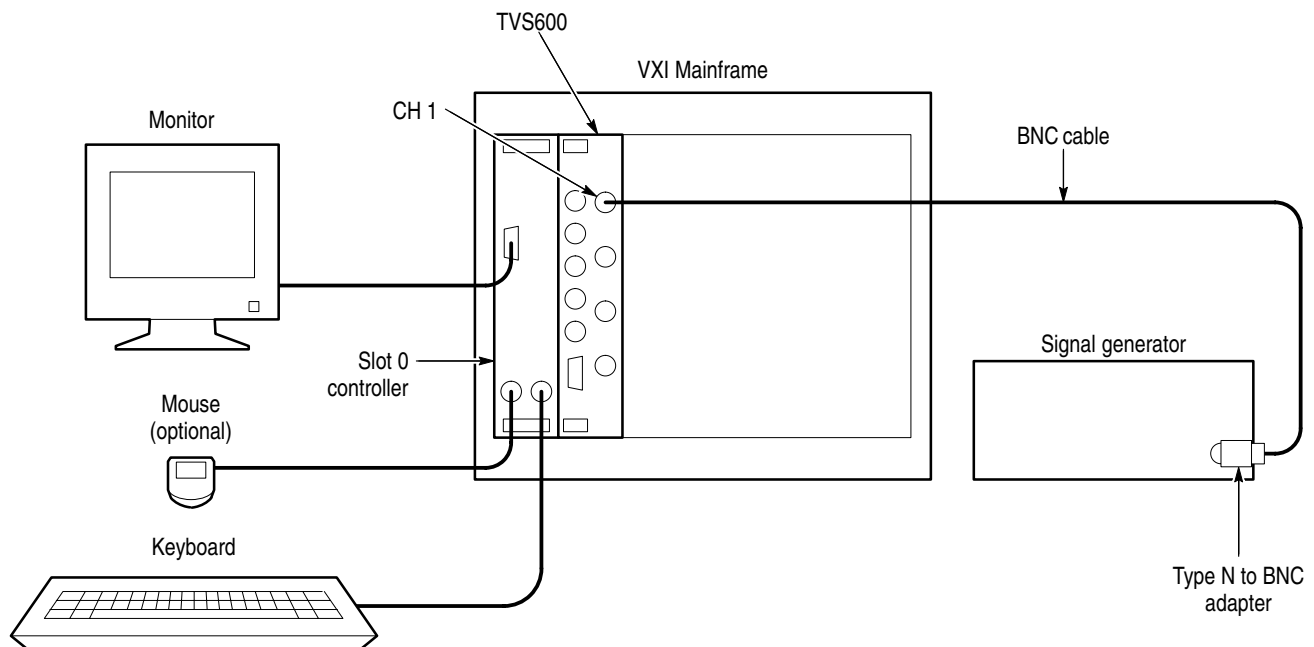 TVS600
VXI Mainframe
CH 1
Monitor
BNC cable
Signal generator
Slot 0
controller
Mouse
(optional)
Keyboard
Type N to BNC
adapter